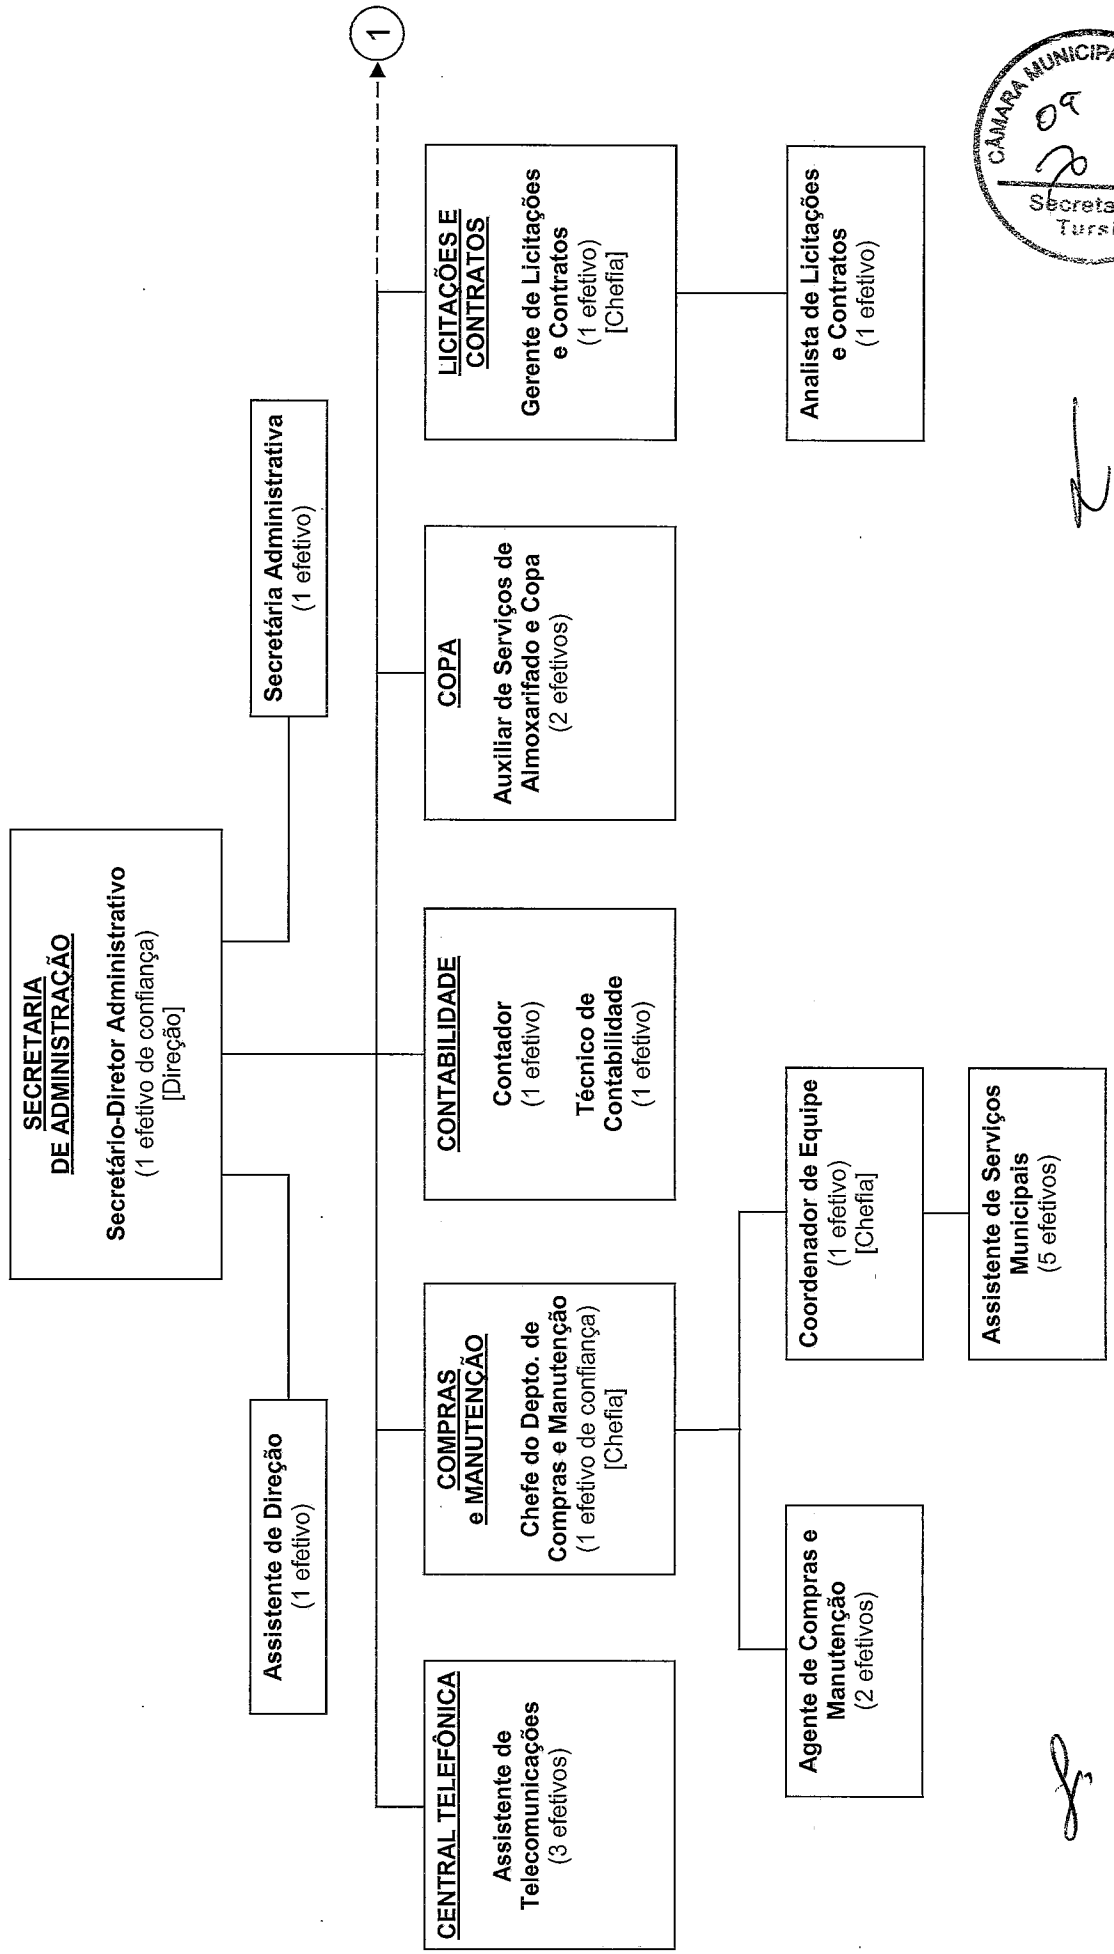 SECRETARIA
DE ADMINISTRAÇÃO
Secretário-Diretor Administrativo
(1 efetivo de confiança)
[Direção]
Assistente de Direção
(1 efetivo)
Secretária Administrativa
(1 efetivo)
1
CENTRAL TELEFÔNICA
Assistente de
Telecomunicações
(3 efetivos)
COMPRAS
e MANUTENÇÃO
Chefe do Depto. de
Compras e Manutenção
(1 efetivo de confiança)
[Chefia]
CONTABILIDADE
Contador
(1 efetivo)
Técnico de
Contabilidade
(1 efetivo)
COPA
Auxiliar de Serviços de
Almoxarifado e Copa
(2 efetivos)
LICITAÇÕES E
CONTRATOS
Gerente de Licitações
e Contratos
(1 efetivo)
[Chefia]
Agente de Compras e
Manutenção
(2 efetivos)
Coordenador de Equipe
(1 efetivo)
[Chefia]
Analista de Licitações
e Contratos
(1 efetivo)
Assistente de Serviços
Municipais
(5 efetivos)
CÂMARA MUNICIPA
09
Secreta
Tursi